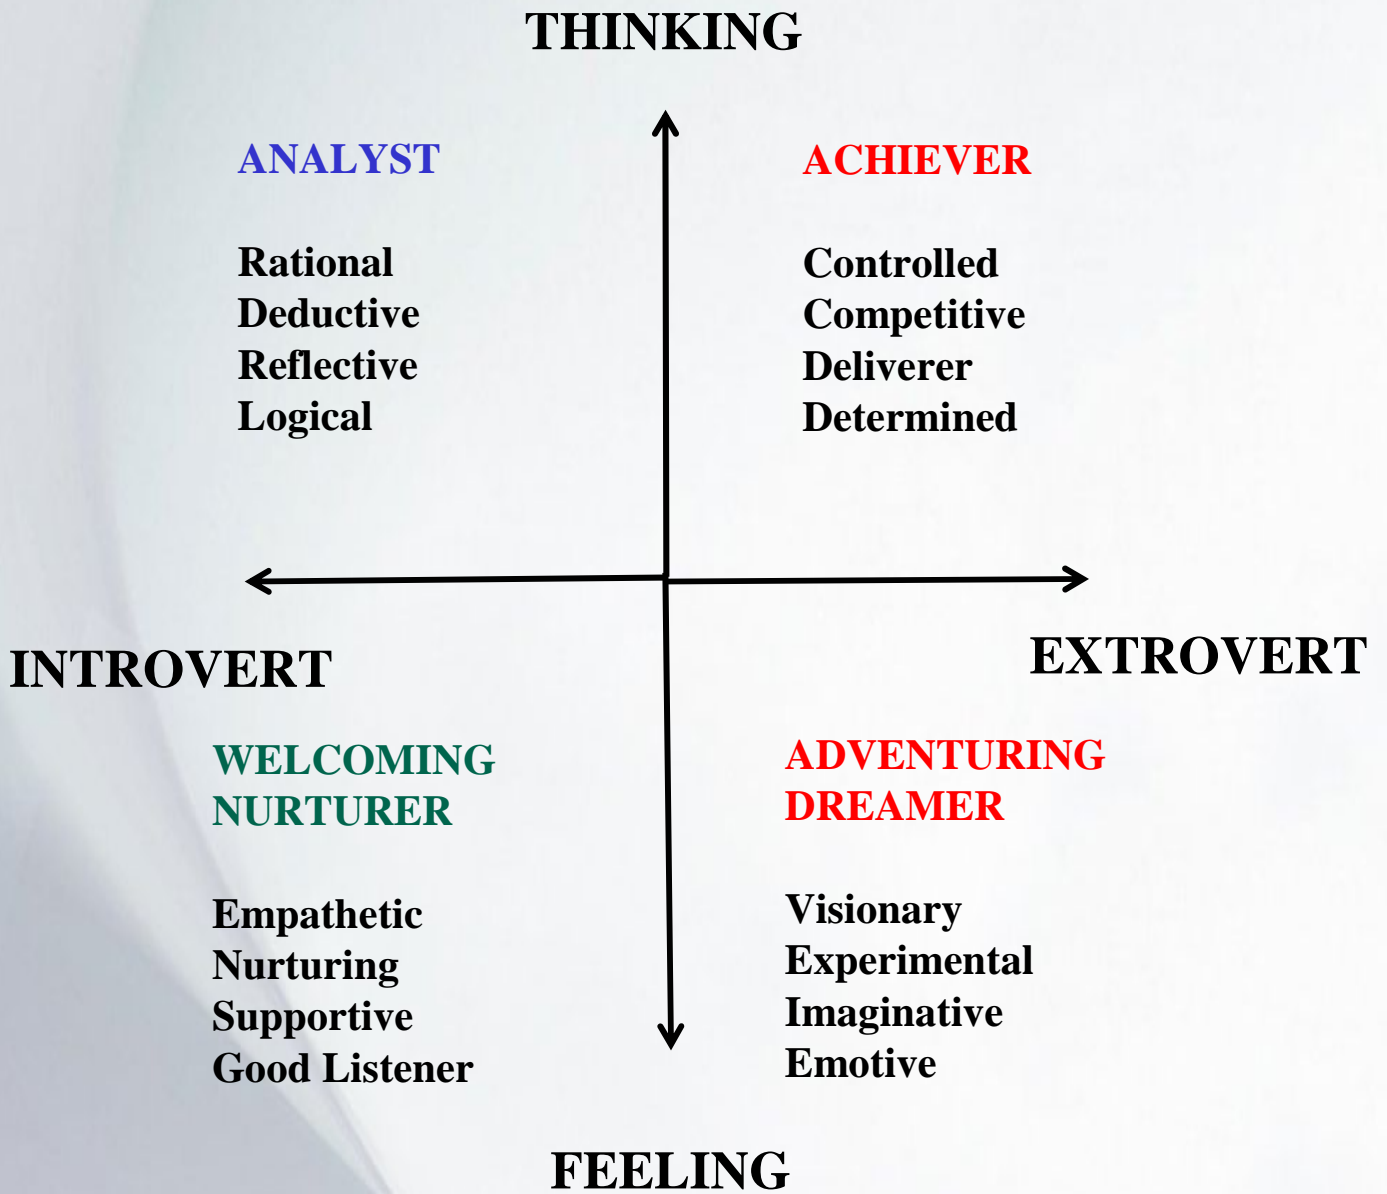 THINKING
ANALYST
Rational
Deductive
Reflective
Logical
ACHIEVER
Controlled
Competitive
Deliverer
Determined
INTROVERT
EXTROVERT
WELCOMING
NURTURER
Empathetic
Nurturing
Supportive
Good Listener
ADVENTURING
DREAMER
Visionary
Experimental
Imaginative
Emotive
FEELING